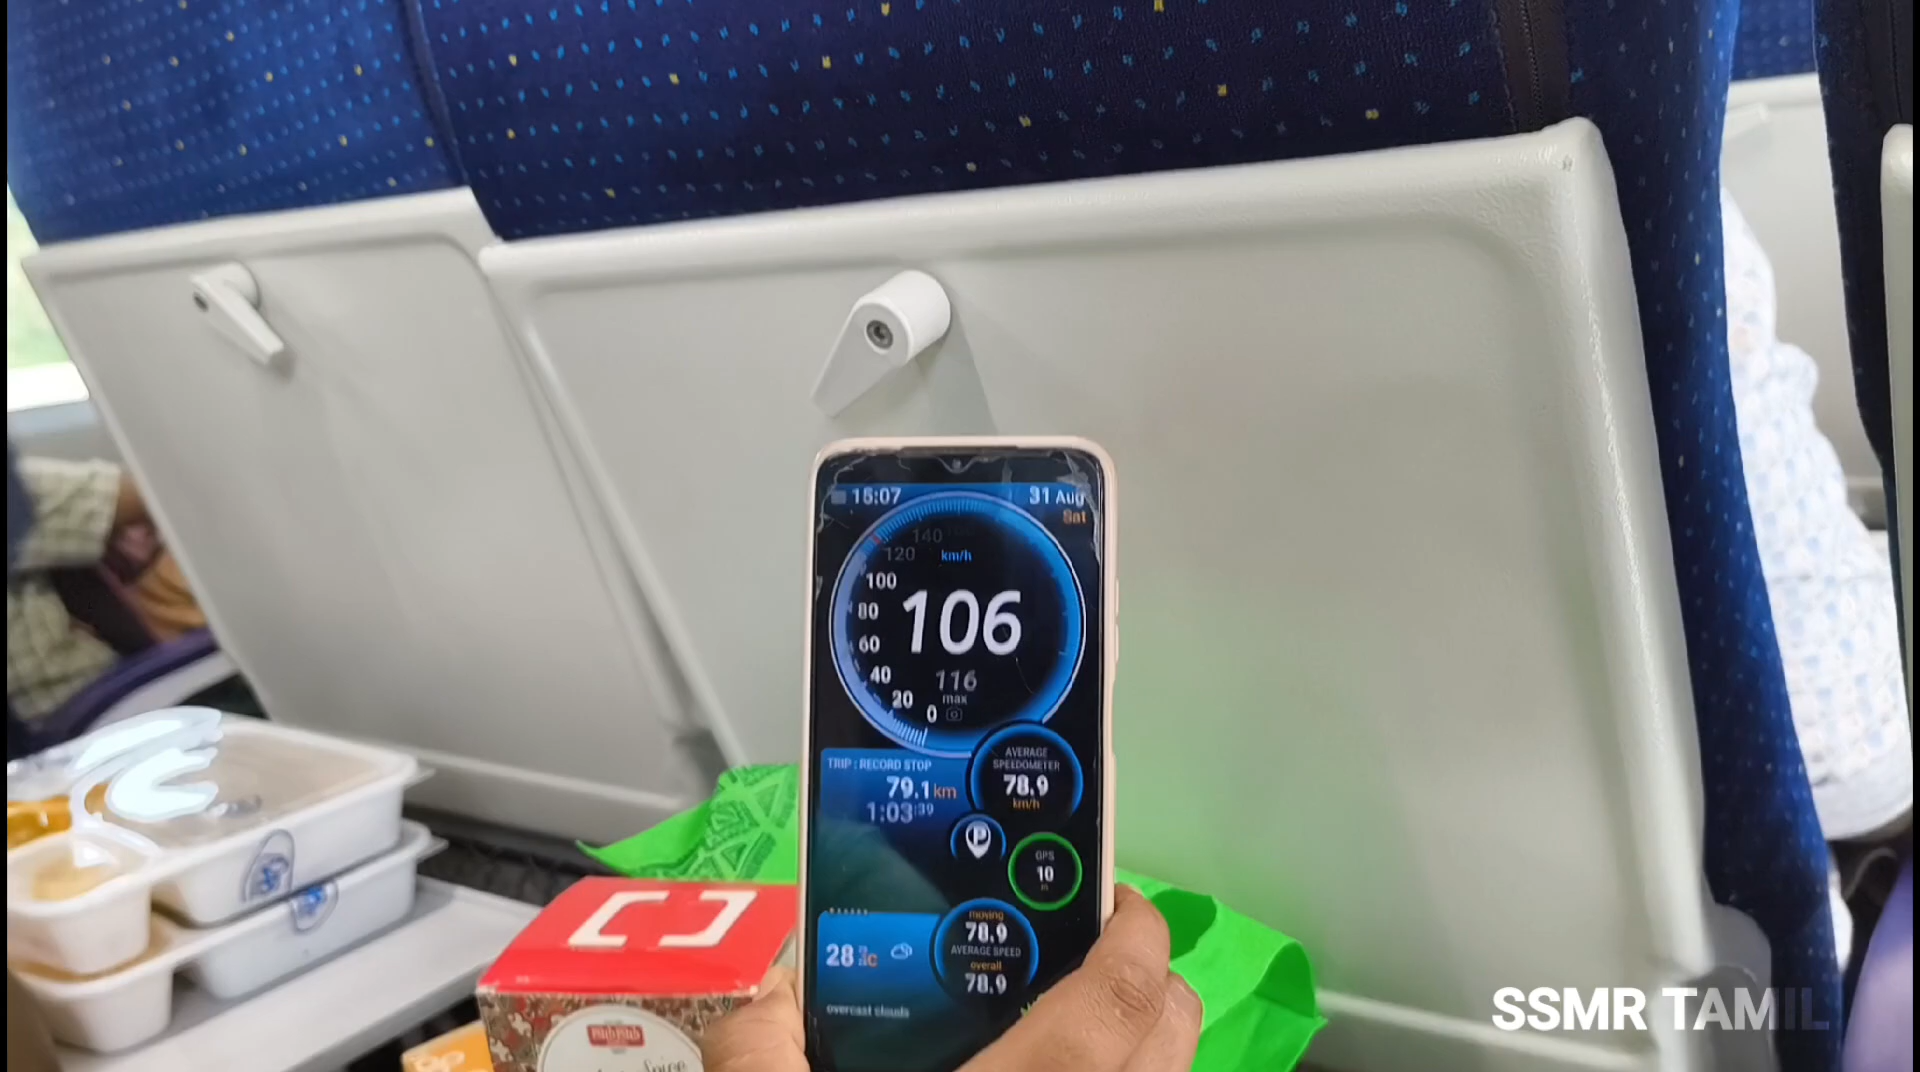 15:07
31 Aug
Sat
140
120
km/h
100
80
106
60
40
116
20
max
0
AVERAGE
SPEEDOMETER
78.9
km/h
TRIP : RECORD STOP
79.1 km
1:03:39
P
GPS
10
m
moving
78.9
AVERAGE SPEED
overall
78.9
28
overcast clouds
SSMR TAMIL